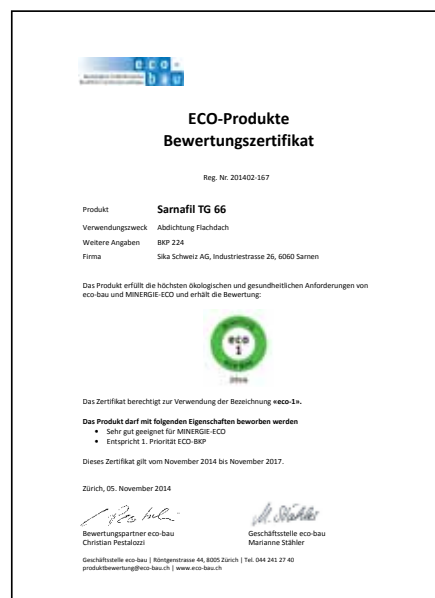 eco-
bau
ECO-Produkte
Bewertungszertifikat
Reg. Nr. 201402-167
Produkt Sarnafil TG 66
Verwendungszweck Abdichtung Flachdach
Weitere Angaben BKP 224
Firma Sika Schweiz AG, Industriestrasse 26, 6060 Sarnen
Das Produkt erfüllt die höchsten ökologischen und gesundheitlichen Anforderungen von
eco-bau und MINERGIE-ECO und erhält die Bewertung:
eco
1
Das Zertifikat berechtigt zur Verwendung der Bezeichnung «eco-1».
Das Produkt darf mit folgenden Eigenschaften beworben werden
• Sehr gut geeignet für MINERGIE-ECO
• Entspricht 1. Priorität ECO-BKP
Dieses Zertifikat gilt vom November 2014 bis November 2017.
Zürich, 05. November 2014
M. Stähler
Bewertungspartner eco-bau Geschäftsstelle eco-bau
Christian Pestalozzi Marianne Stähler
Geschäftsstelle eco-bau | Röntgenstrasse 44, 8005 Zürich | Tel. 044 241 27 40
produktbewertung@eco-bau.ch | www.eco-bau.ch